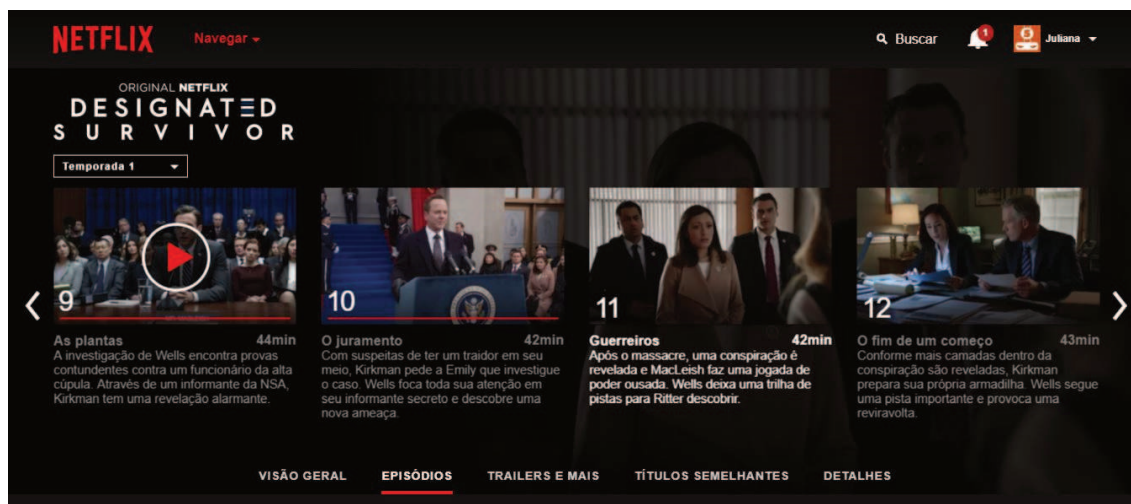 NETFLIX
Navegar
Buscar
1
Juliana
ORIGINAL NETFLIX
DESIGNATED
SURVIVOR
Temporada 1
9
As plantas 44min
A investigação de Wells encontra provas
contundentes contra um funcionário da alta
cúpula. Através de um informante da NSA,
Kirkman tem uma revelação alarmante.
10
O juramento 42min
Com suspeitas de ter um traidor em seu
meio, Kirkman pede a Emily que investigue
o caso. Wells foca toda sua atenção em
seu informante secreto e descobre uma
nova ameaça.
11
Guerreiros 42min
Após o massacre, uma conspiração é
revelada e MacLeish faz uma jogada de
poder ousada. Wells deixa uma trilha de
pistas para Ritter descobrir.
12
O fim de um começo 43min
Conforme mais camadas dentro da
conspiração são reveladas, Kirkman
prepara sua própria armadilha. Wells segue
uma pista importante e provoca uma
reviravolta.
VISÃO GERAL
EPISÓDIOS
TRAILERS E MAIS
TÍTULOS SEMELHANTES
DETALHES